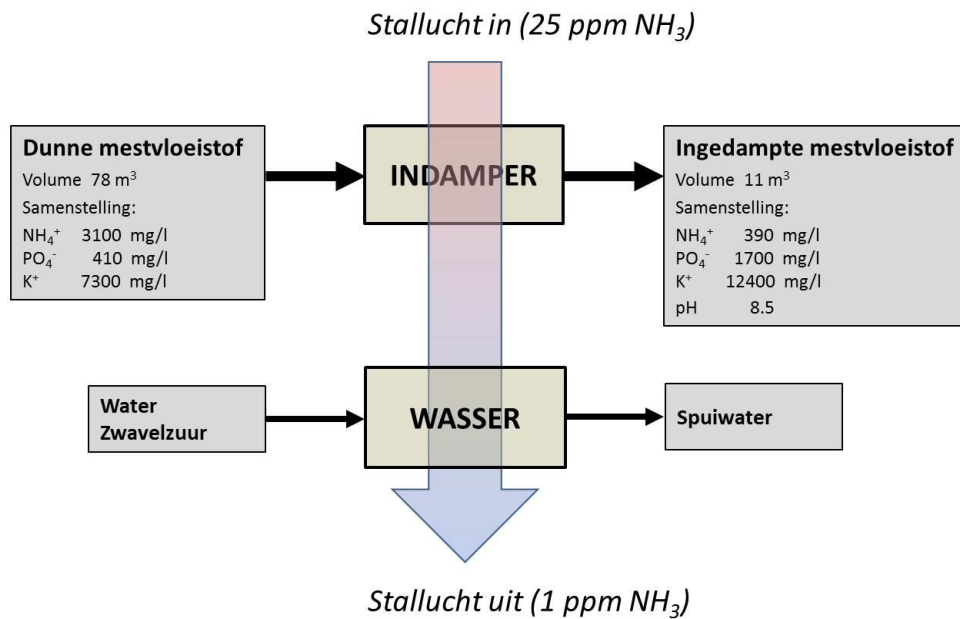 Stallucht in (25 ppm NH₃)
Dunne mestvloeistof
Volume 78 m³
Samenstelling:
NH₄⁺ 3100 mg/l
PO₄⁻ 410 mg/l
K⁺ 7300 mg/l
INDAMPER
Ingedampte mestvloeistof
Volume 11 m³
Samenstelling:
NH₄⁺ 390 mg/l
PO₄⁻ 1700 mg/l
K⁺ 12400 mg/l
pH 8.5
Water
Zwavelzuur
WASSER
Spuiwater
Stallucht uit (1 ppm NH₃)